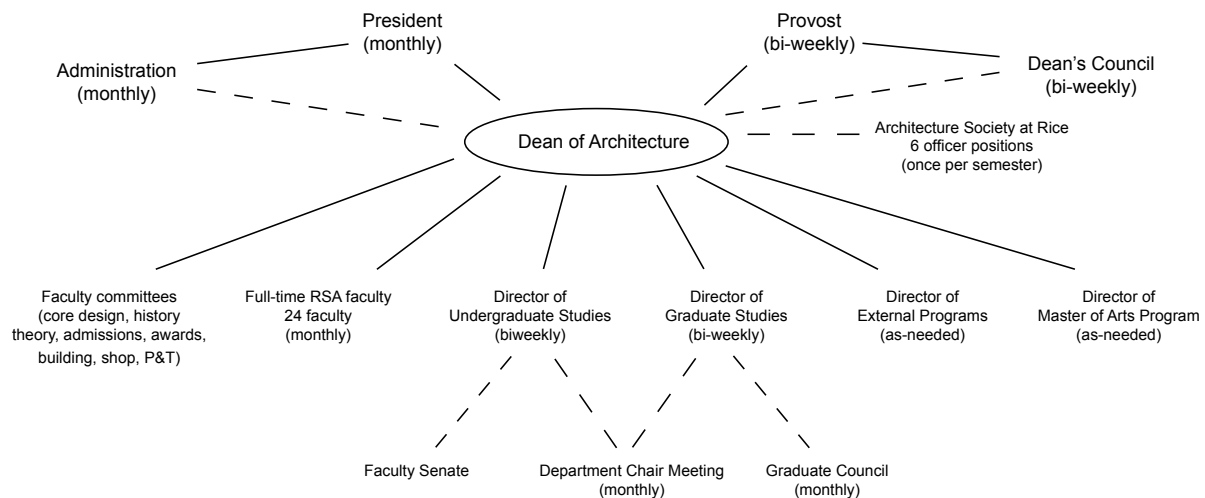 President
(monthly)
Provost
(bi-weekly)
Administration
(monthly)
Dean's Council
(bi-weekly)
Dean of Architecture
Architecture Society at Rice
6 officer positions
(once per semester)
Faculty committees
(core design, history
theory, admissions, awards,
building, shop, P&T)
Full-time RSA faculty
24 faculty
(monthly)
Director of
Undergraduate Studies
(biweekly)
Director of
Graduate Studies
(bi-weekly)
Director of
External Programs
(as-needed)
Director of
Master of Arts Program
(as-needed)
Faculty Senate
Department Chair Meeting
(monthly)
Graduate Council
(monthly)